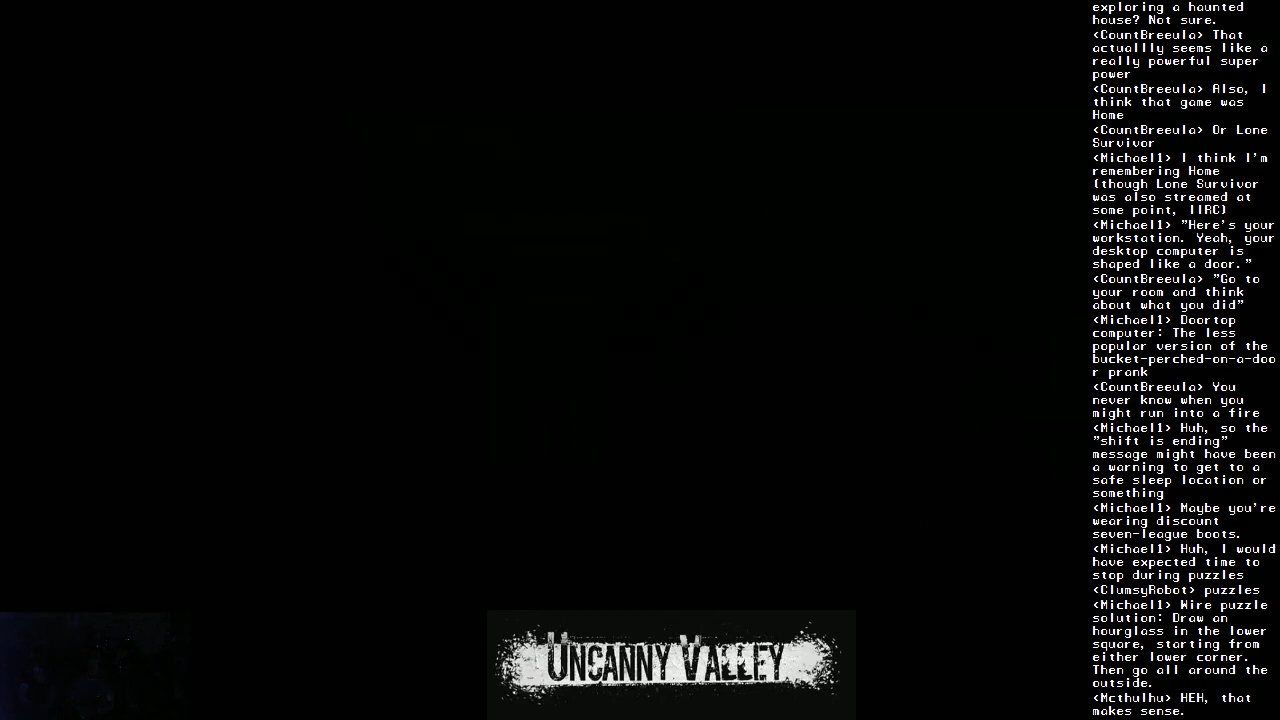 exploring a haunted
house? Not sure.
<CountBreeula> That
actuallly seems like a
really powerful super
power
<CountBreeula> Also, I
think that game was
Home
<CountBreeula> Or Lone
Survivor
<Michael1> I think I'm
remembering Home
(though Lone Survivor
was also streamed at
some point, IIRC)
<Michael1> "Here's your
workstation. Yeah, your
desktop computer is
shaped like a door."
<CountBreeula> "Go to
your room and think
about what you did"
<Michael1> Doortop
computer: The less
popular version of the
bucket-perched-on-a-doo
r prank
<CountBreeula> You
never know when you
might run into a fire
<Michael1> Huh, so the
"shift is ending"
message might have been
a warning to get to a
safe sleep location or
something
<Michael1> Maybe you're
wearing discount
seven-league boots.
<Michael1> Huh, I would
have expected time to
stop during puzzles
<ClumsyRobot> puzzles
<Michael1> Wire puzzle
solution: Draw an
hourglass in the lower
square, starting from
either lower corner.
Then go all around the
outside.
<Mcthulhu> HEH, that
makes sense.
UNCANNY VALLEY